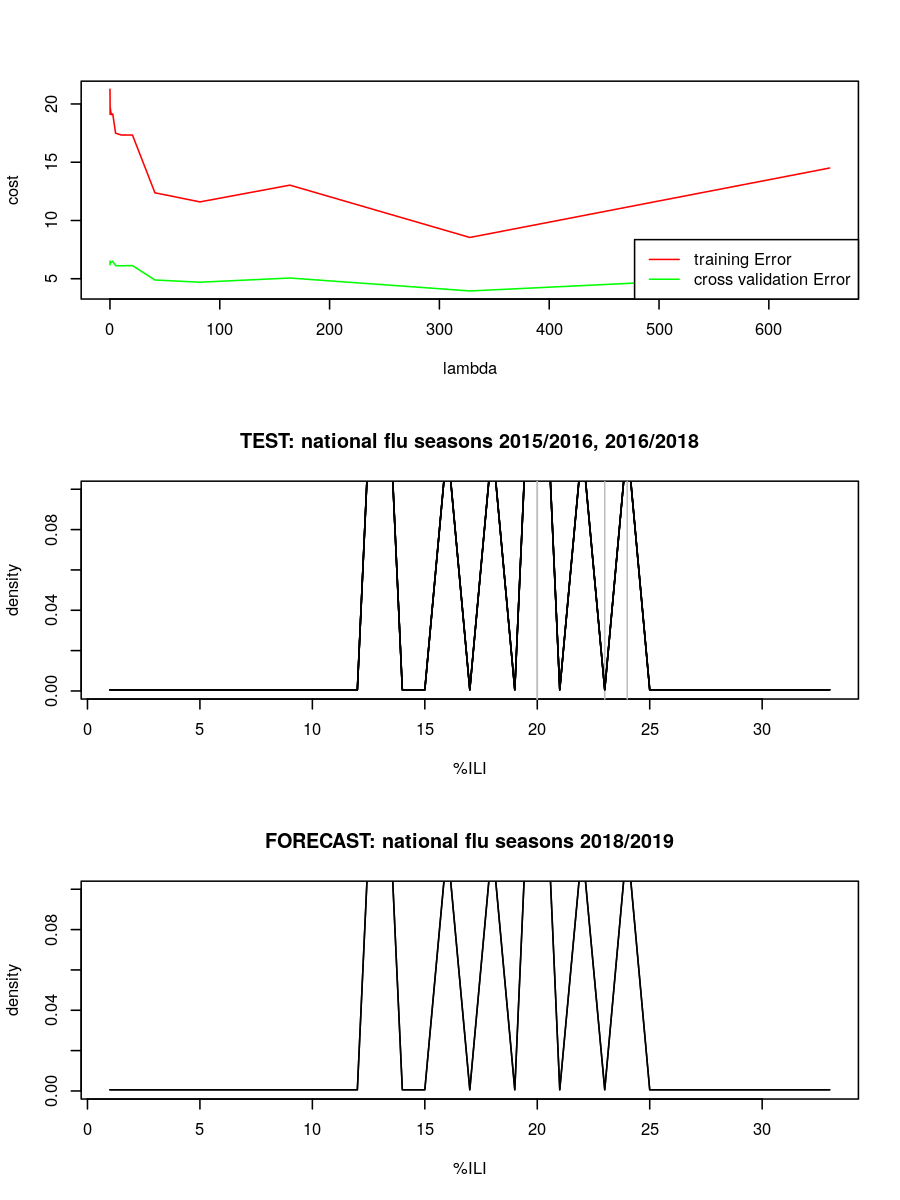 20
15
10
5
cost
training Error
cross validation Error
0 100 200 300 400 500 600
lambda
TEST: national flu seasons 2015/2016, 2016/2018
0.08
0.04
0.00
density
0 5 10 15 20 25 30
%ILI
FORECAST: national flu seasons 2018/2019
0.08
0.04
0.00
density
0 5 10 15 20 25 30
%ILI